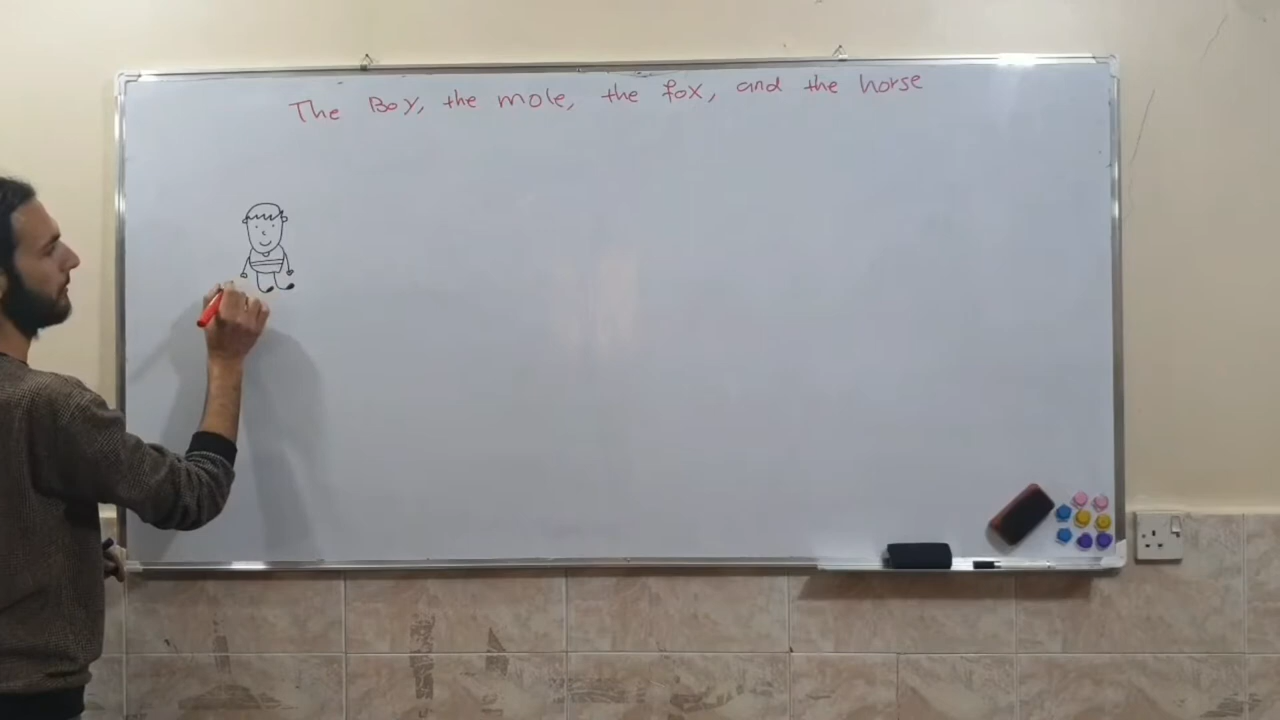 The Boy, the mole, the fox, and the horse